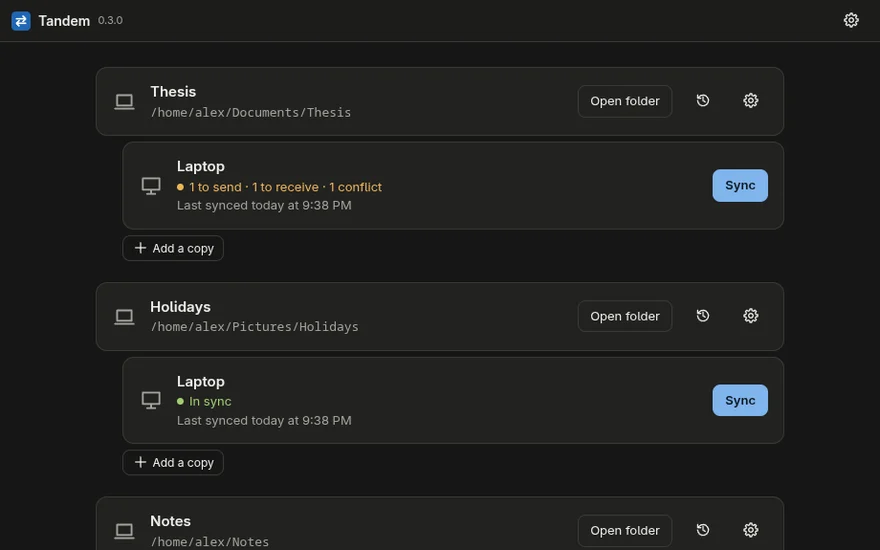 Tandem 0.3.0
Thesis
/home/alex/Documents/Thesis
Open folder
Laptop
1 to send · 1 to receive · 1 conflict
Last synced today at 9:38 PM
Sync
Add a copy
Holidays
/home/alex/Pictures/Holidays
Open folder
Laptop
In sync
Last synced today at 9:38 PM
Sync
Add a copy
Notes
/home/alex/Notes
Open folder